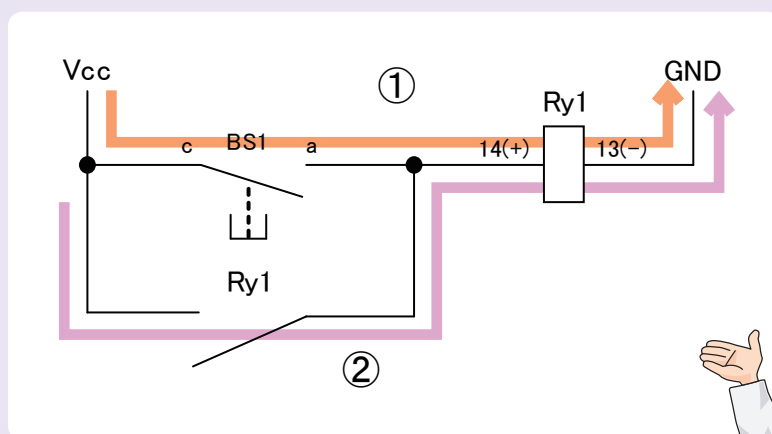 Vcc
①
GND
Ry1
c BS1 a
14(+) 13(−)
Ry1
②